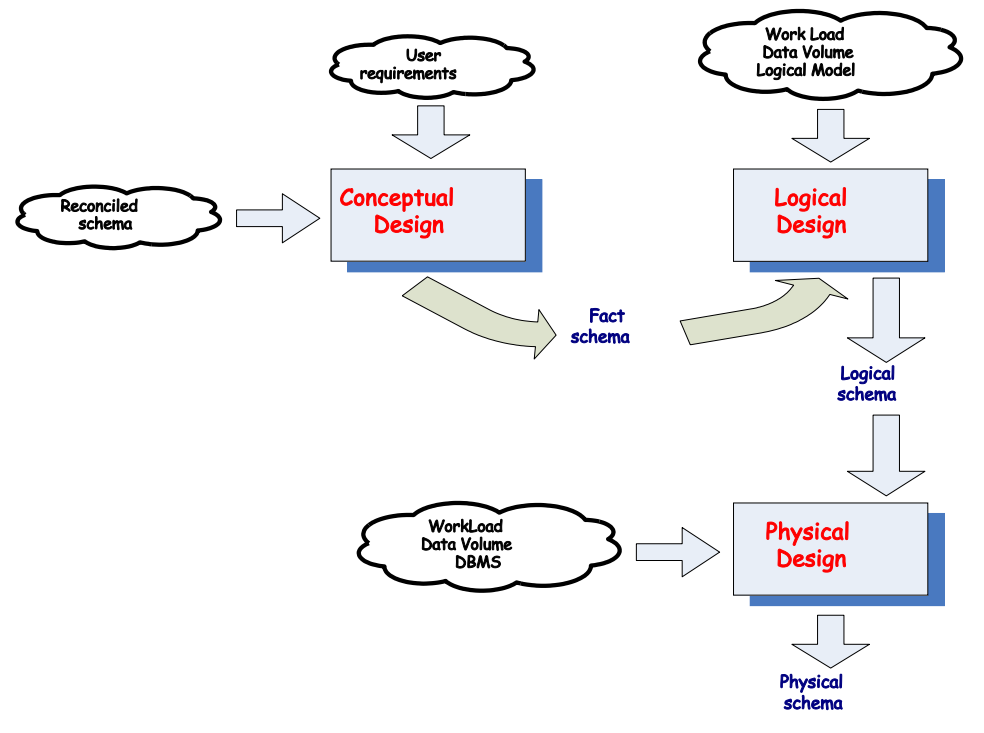 User
requirements
Work Load
Data Volume
Logical Model
Reconciled
schema
Conceptual
Design
Logical
Design
Fact
schema
Logical
schema
WorkLoad
Data Volume
DBMS
Physical
Design
Physical
schema